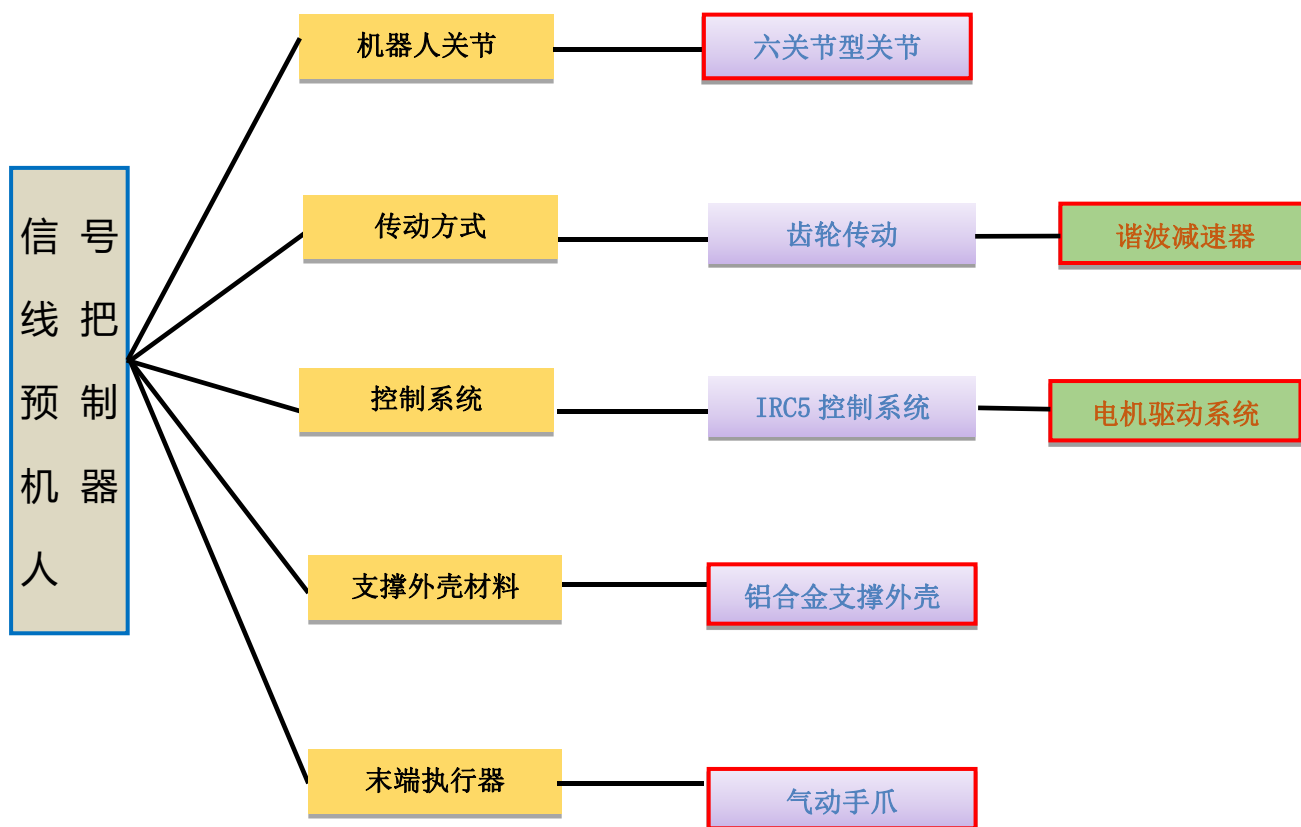 信号
线把
预制
机器
人
机器人关节
六关节型关节
传动方式
齿轮传动
谐波减速器
控制系统
IRC5 控制系统
电机驱动系统
支撑外壳材料
铝合金支撑外壳
末端执行器
气动手爪